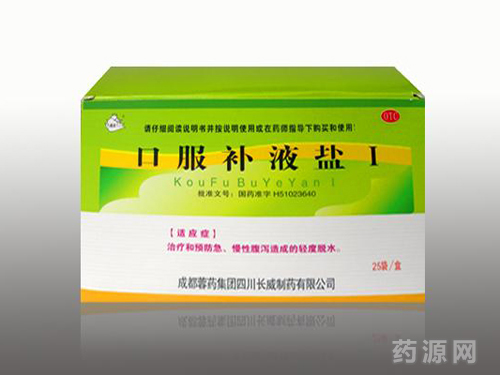 请仔细阅读说明书并按说明使用或在药师指导下购买和使用
OTC
口服补液盐 I
KouFuBuYeYan I
批准文号：国药准字 H51023640
【适应症】
治疗和预防急、慢性腹泻造成的轻度脱水。
25袋/盒
成都蓉药集团四川长威制药有限公司
药源网